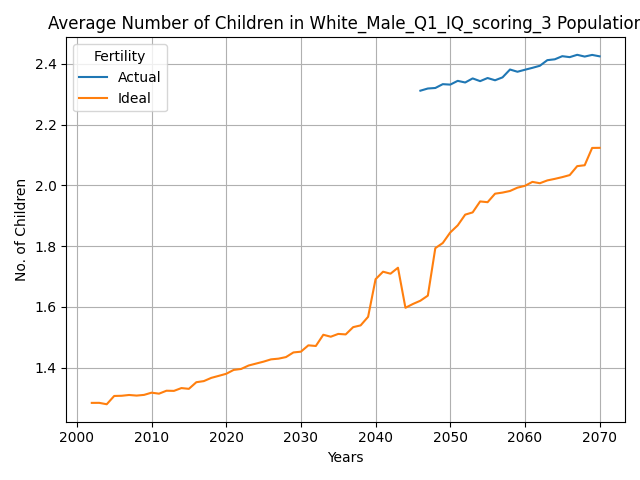 Average Number of Children in White_Male_Q1_IQ_scoring_3 Population
Fertility
Actual
Ideal
No. of Children
2.4
2.2
2.0
1.8
1.6
1.4
2000 2010 2020 2030 2040 2050 2060 2070
Years